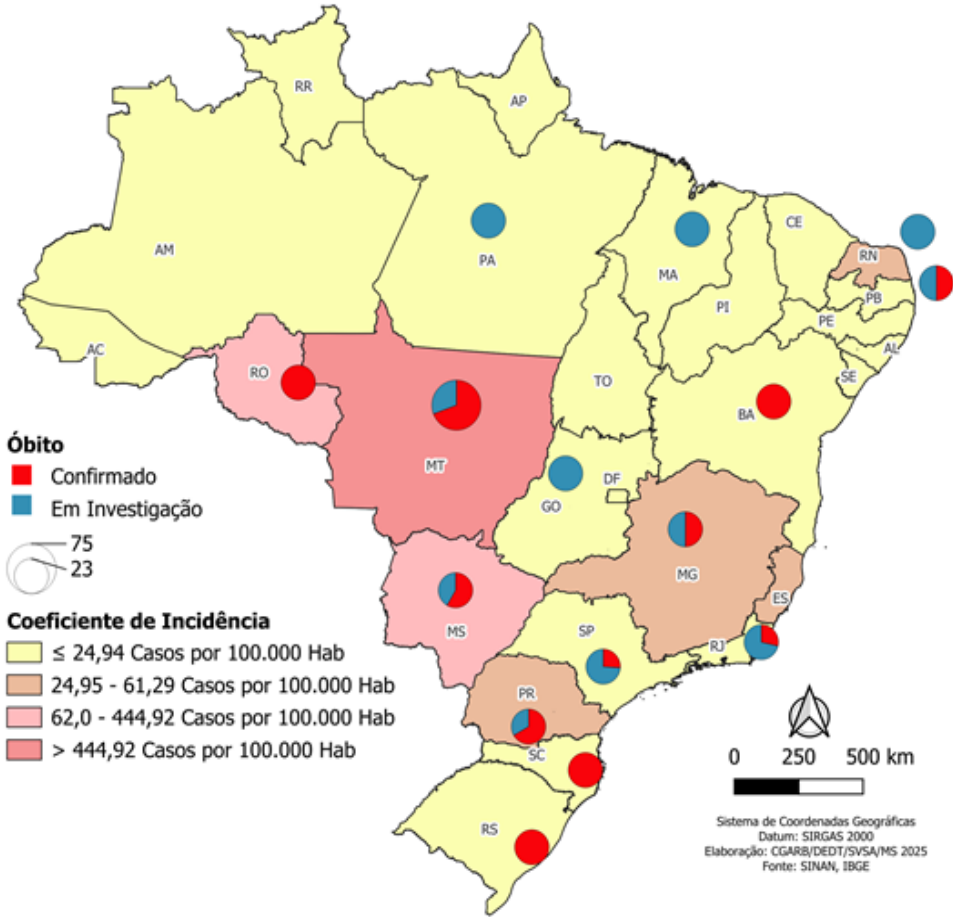 RR
AP
AM
PA
MA
CE
RN
PB
PI
PE
AL
SE
AC
RO
TO
BA
MT
GO
DF
MG
ES
MS
SP
RJ
PR
SC
RS
Óbito
Confirmado
Em Investigação
75
23
Coeficiente de Incidência
≤ 24,94 Casos por 100.000 Hab
24,95 - 61,29 Casos por 100.000 Hab
62,0 - 444,92 Casos por 100.000 Hab
> 444,92 Casos por 100.000 Hab
0 250 500 km
Sistema de Coordenadas Geográficas
Datum: SIRGAS 2000
Elaboração: CGARB/DEDT/SVSA/MS 2025
Fonte: SINAN, IBGE